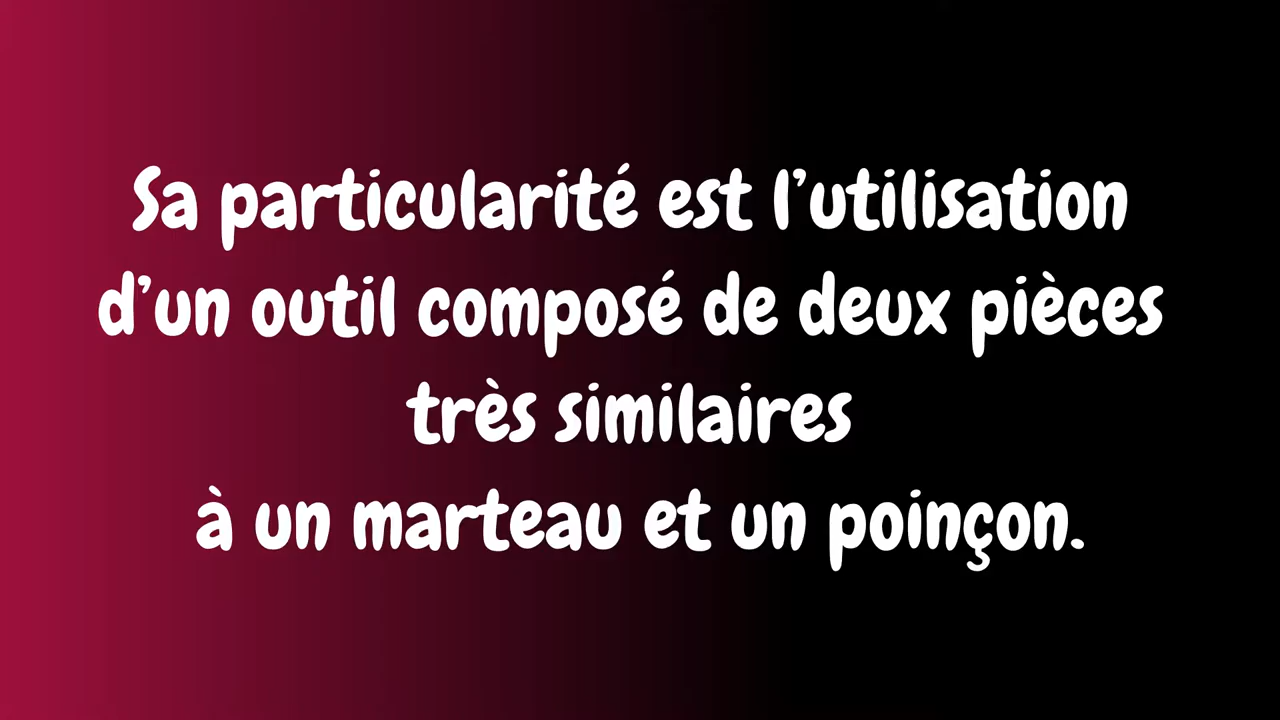 Sa particularité est l’utilisation
d’un outil composé de deux pièces
très similaires
à un marteau et un poinçon.